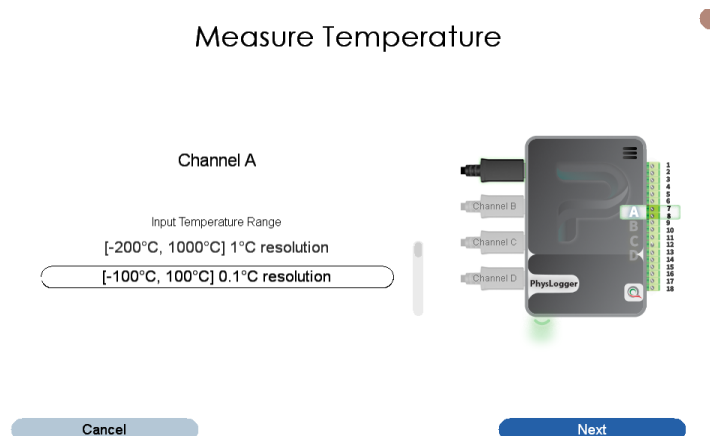 Measure Temperature
Channel A
Input Temperature Range
[-200°C, 1000°C] 1°C resolution
[-100°C, 100°C] 0.1°C resolution
Channel B
Channel C
Channel D
A
B
C
D
PhysLogger
1
2
3
4
5
6
7
8
9
10
11
12
13
14
15
16
17
18
Cancel
Next